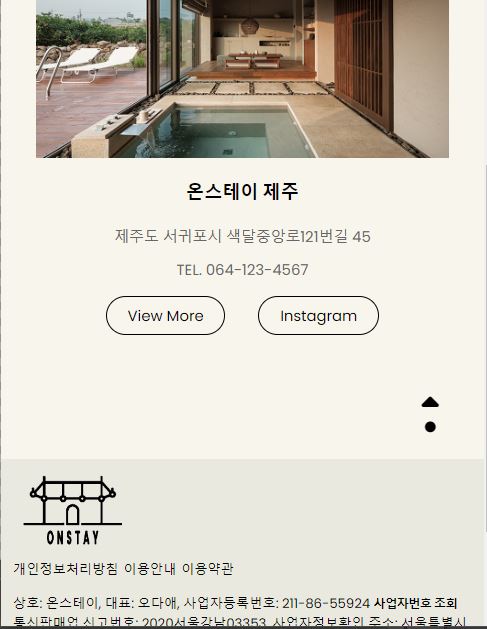 온스테이 제주
제주도 서귀포시 색달중앙로121번길 45
TEL. 064-123-4567
View More Instagram
ONSTAY
개인정보처리방침 이용안내 이용약관
상호: 온스테이, 대표: 오다애, 사업자등록번호: 211-86-55924 사업자번호 조회
통신판매업 신고번호: 2020서울강남03353, 사업자정보확인 주소: 서울특별시